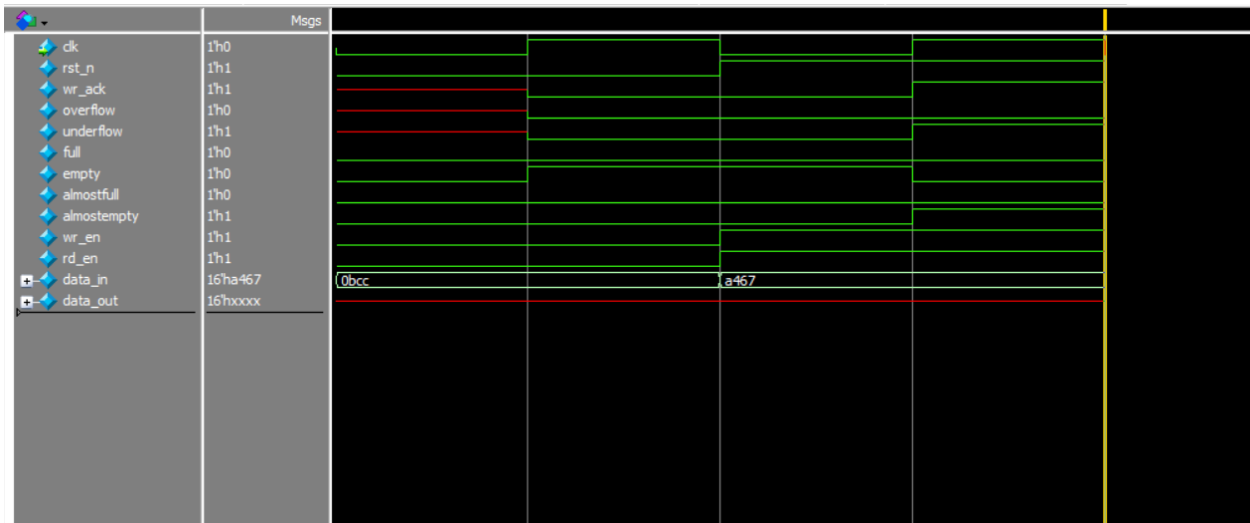 Msgs
clk 1'h0
rst_n 1'h1
wr_ack 1'h1
overflow 1'h0
underflow 1'h1
full 1'h0
empty 1'h0
almostfull 1'h0
almostempty 1'h1
wr_en 1'h1
rd_en 1'h1
data_in 16'ha467 0bcc a467
data_out 16'hxxxx